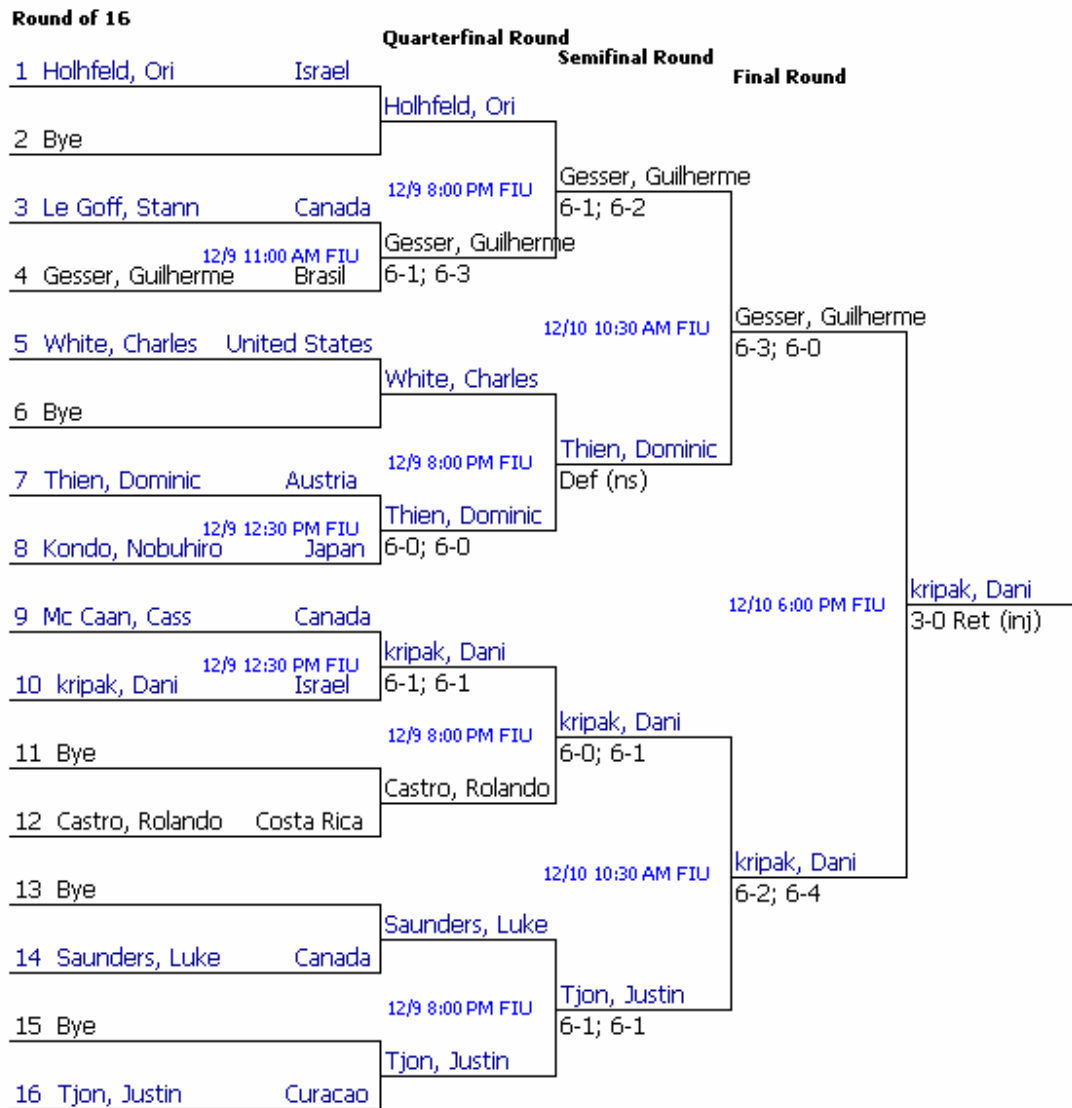 Round of 16
Quarterfinal Round
Semifinal Round
Final Round
1 Holhfeld, Ori Israel
Holhfeld, Ori
2 Bye
12/9 8:00 PM FIU
Gesser, Guilherme
6-1; 6-2
3 Le Goff, Stann Canada
12/9 11:00 AM FIU
Gesser, Guilherme
6-1; 6-3
4 Gesser, Guilherme Brasil
12/10 10:30 AM FIU
Gesser, Guilherme
6-3; 6-0
5 White, Charles United States
White, Charles
6 Bye
12/9 8:00 PM FIU
Thien, Dominic
Def (ns)
7 Thien, Dominic Austria
12/9 12:30 PM FIU
Thien, Dominic
6-0; 6-0
8 Kondo, Nobuhiro Japan
12/10 6:00 PM FIU
kripak, Dani
3-0 Ret (inj)
9 Mc Caan, Cass Canada
12/9 12:30 PM FIU
kripak, Dani
6-1; 6-1
10 kripak, Dani Israel
12/9 8:00 PM FIU
kripak, Dani
6-0; 6-1
11 Bye
Castro, Rolando
12 Castro, Rolando Costa Rica
12/10 10:30 AM FIU
kripak, Dani
6-2; 6-4
13 Bye
Saunders, Luke
14 Saunders, Luke Canada
12/9 8:00 PM FIU
Tjon, Justin
6-1; 6-1
15 Bye
Tjon, Justin
16 Tjon, Justin Curacao